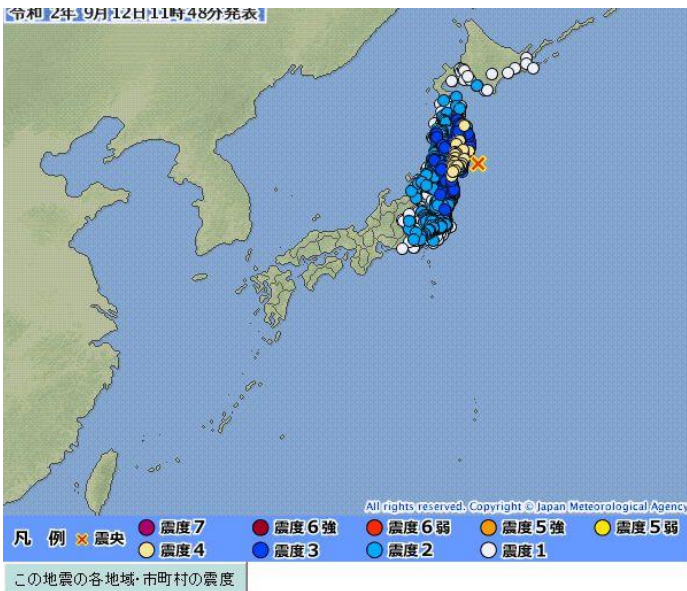 令和 2年 9月12日11時48分発表
All rights reserved. Copyright © Japan Meteorological Agency
凡 例 震央 震度7 震度6強 震度6弱 震度5強 震度5弱
震度4 震度3 震度2 震度1
この地震の各地域・市町村の震度